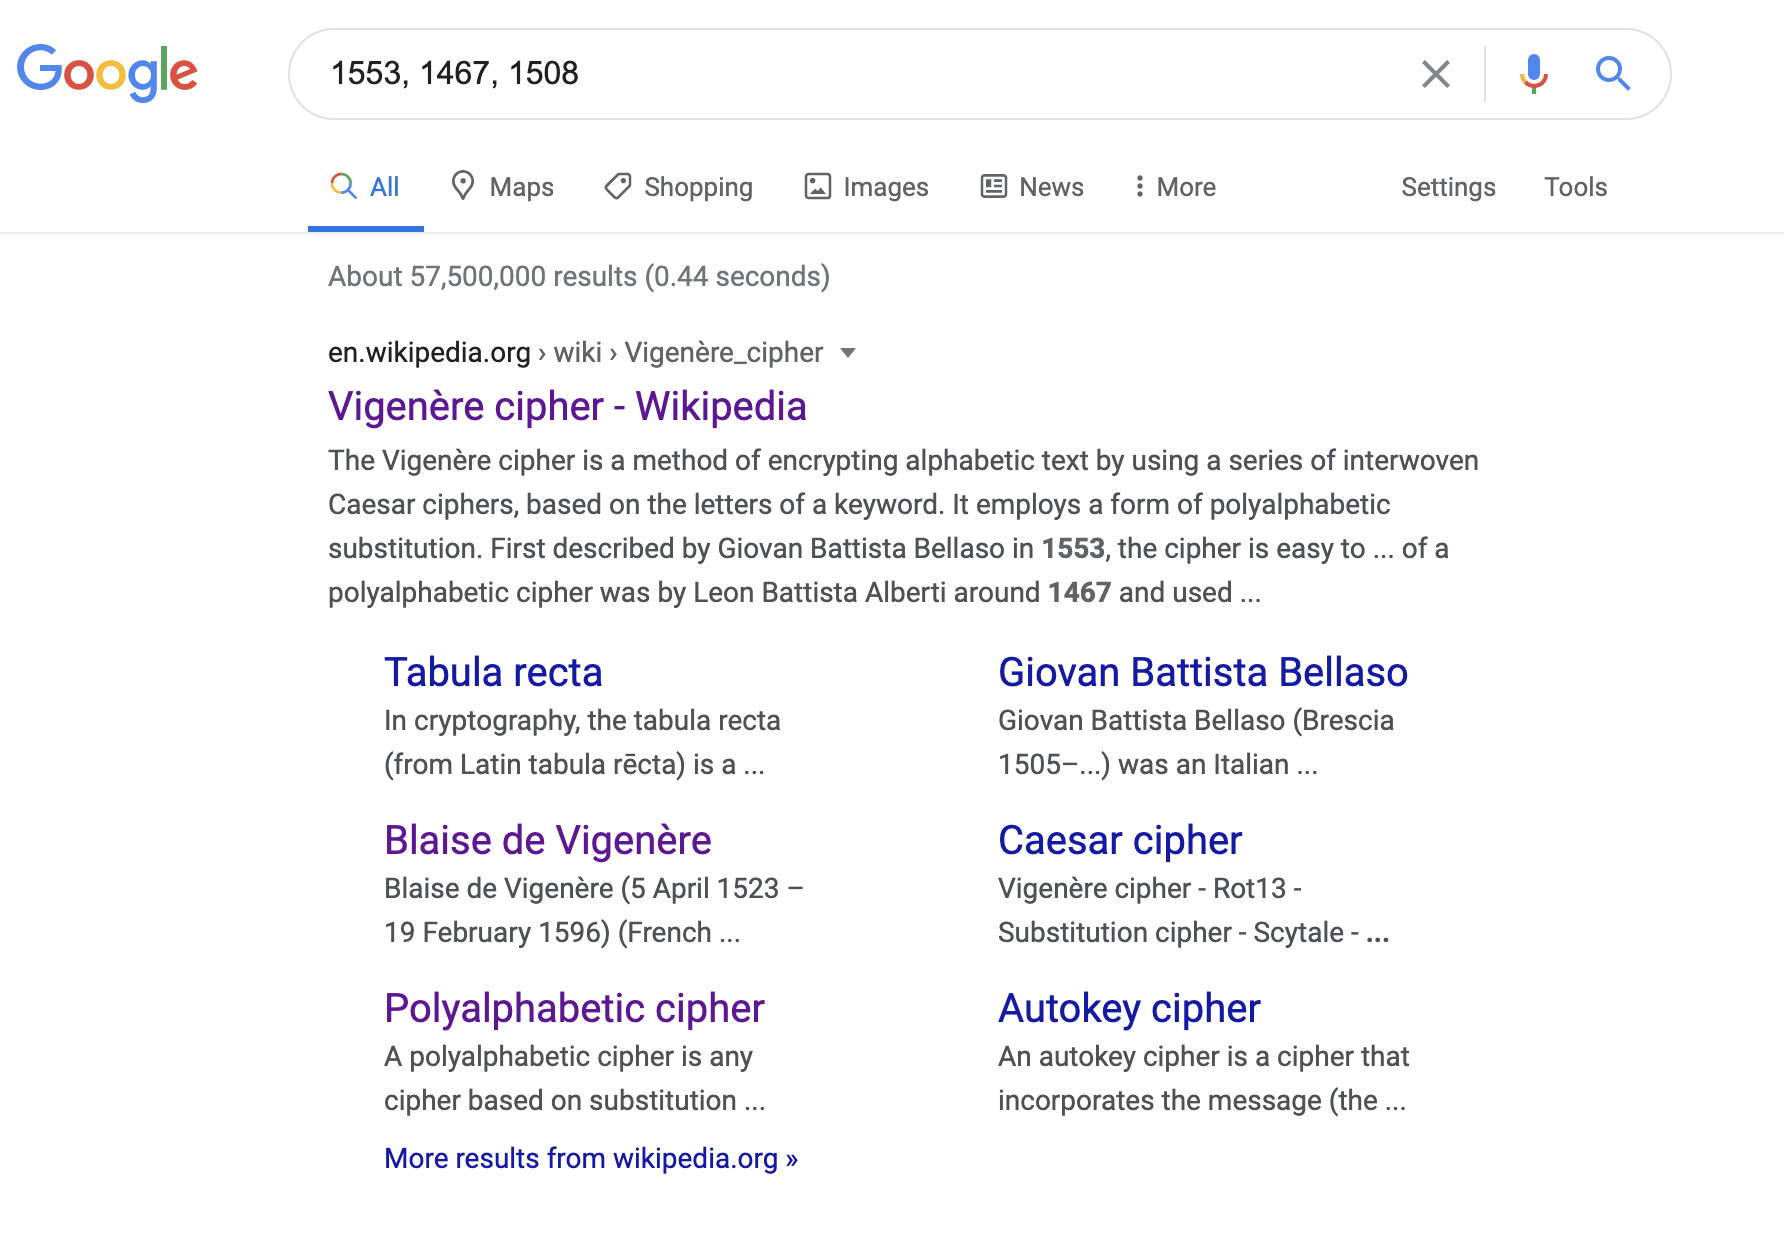 Google
1553, 1467, 1508
All Maps Shopping Images News More Settings Tools
About 57,500,000 results (0.44 seconds)
en.wikipedia.org › wiki › Vigenère_cipher
Vigenère cipher - Wikipedia
The Vigenère cipher is a method of encrypting alphabetic text by using a series of interwoven
Caesar ciphers, based on the letters of a keyword. It employs a form of polyalphabetic
substitution. First described by Giovan Battista Bellaso in 1553, the cipher is easy to ... of a
polyalphabetic cipher was by Leon Battista Alberti around 1467 and used ...
Tabula recta
In cryptography, the tabula recta
(from Latin tabula rēcta) is a ...
Giovan Battista Bellaso
Giovan Battista Bellaso (Brescia
1505–...) was an Italian ...
Blaise de Vigenère
Blaise de Vigenère (5 April 1523 –
19 February 1596) (French ...
Caesar cipher
Vigenère cipher - Rot13 -
Substitution cipher - Scytale - ...
Polyalphabetic cipher
A polyalphabetic cipher is any
cipher based on substitution ...
Autokey cipher
An autokey cipher is a cipher that
incorporates the message (the ...
More results from wikipedia.org »